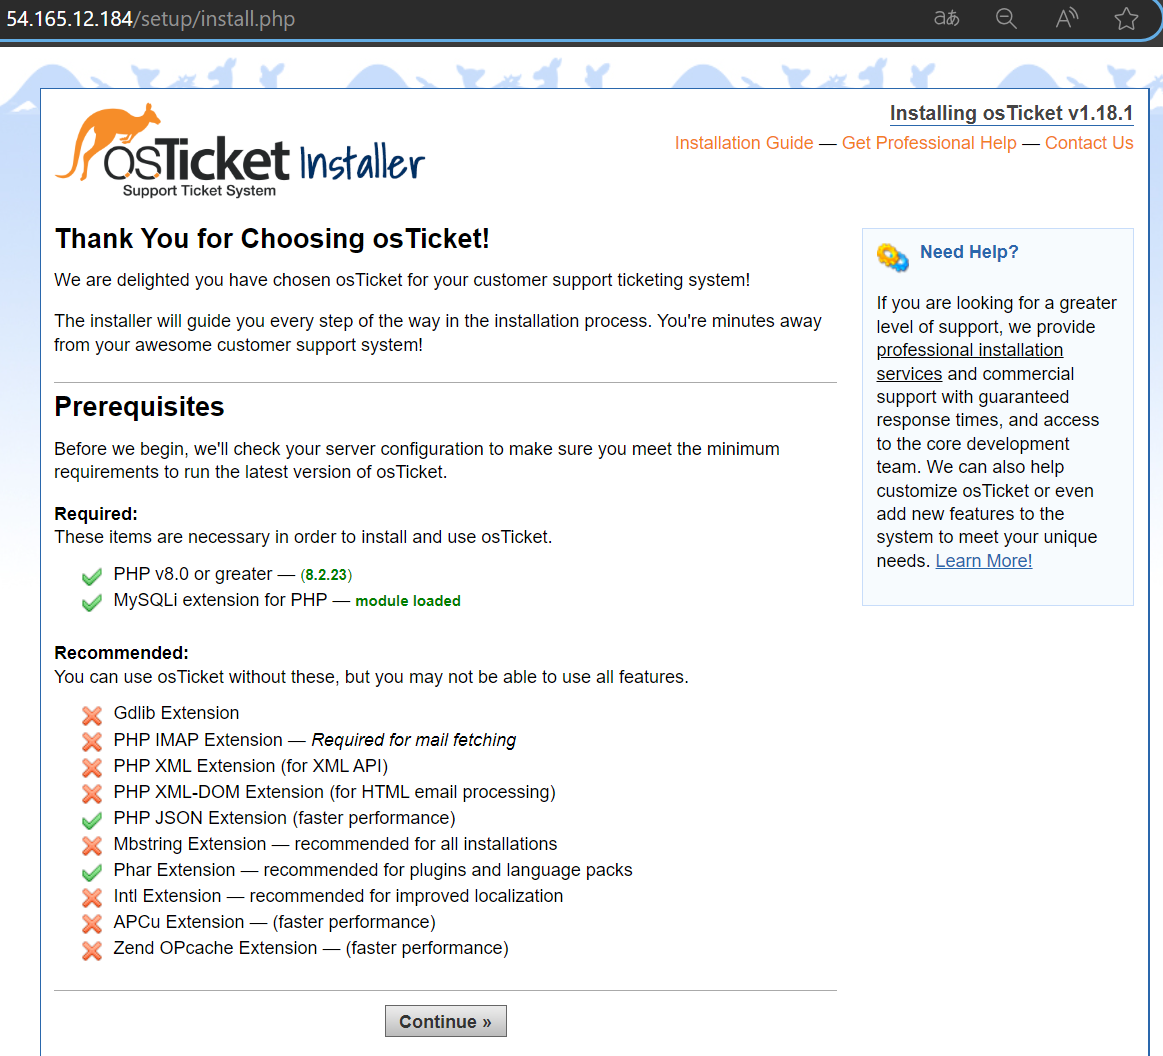 54.165.12.184/setup/install.php
aあ
A
osTicket Installer
Support Ticket System
Installing osTicket v1.18.1
Installation Guide — Get Professional Help — Contact Us
Thank You for Choosing osTicket!
We are delighted you have chosen osTicket for your customer support ticketing system!
The installer will guide you every step of the way in the installation process. You're minutes away
from your awesome customer support system!
Prerequisites
Before we begin, we'll check your server configuration to make sure you meet the minimum
requirements to run the latest version of osTicket.
Required:
These items are necessary in order to install and use osTicket.
PHP v8.0 or greater — (8.2.23)
MySQLi extension for PHP — module loaded
Recommended:
You can use osTicket without these, but you may not be able to use all features.
Gdlib Extension
PHP IMAP Extension — Required for mail fetching
PHP XML Extension (for XML API)
PHP XML-DOM Extension (for HTML email processing)
PHP JSON Extension (faster performance)
Mbstring Extension — recommended for all installations
Phar Extension — recommended for plugins and language packs
Intl Extension — recommended for improved localization
APCu Extension — (faster performance)
Zend OPcache Extension — (faster performance)
Continue »
Need Help?
If you are looking for a greater
level of support, we provide
professional installation
services and commercial
support with guaranteed
response times, and access
to the core development
team. We can also help
customize osTicket or even
add new features to the
system to meet your unique
needs. Learn More!